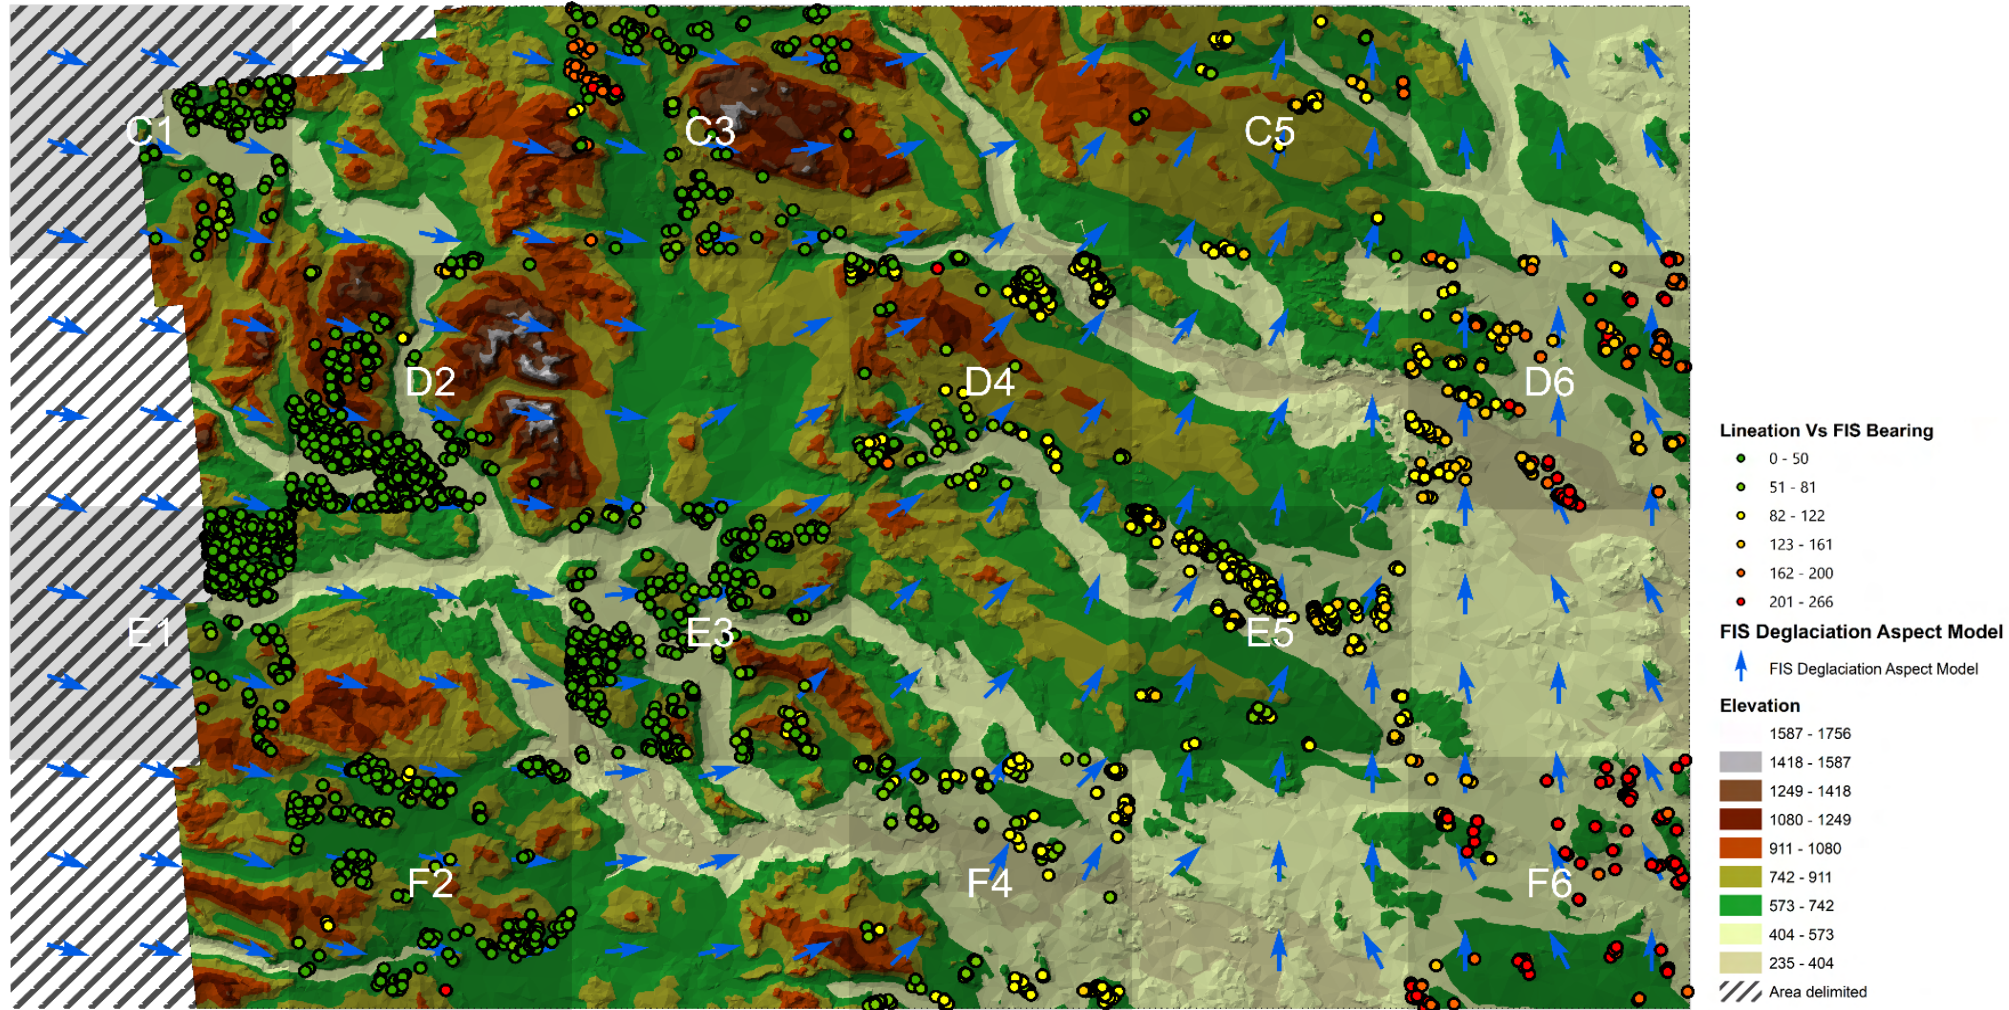 C1
C3
C5
D2
D4
D6
E1
E3
E5
F2
F4
F6
Lineation Vs FIS Bearing
0 - 50
51 - 81
82 - 122
123 - 161
162 - 200
201 - 266
FIS Deglaciation Aspect Model
FIS Deglaciation Aspect Model
Elevation
1587 - 1756
1418 - 1587
1249 - 1418
1080 - 1249
911 - 1080
742 - 911
573 - 742
404 - 573
235 - 404
Area delimited